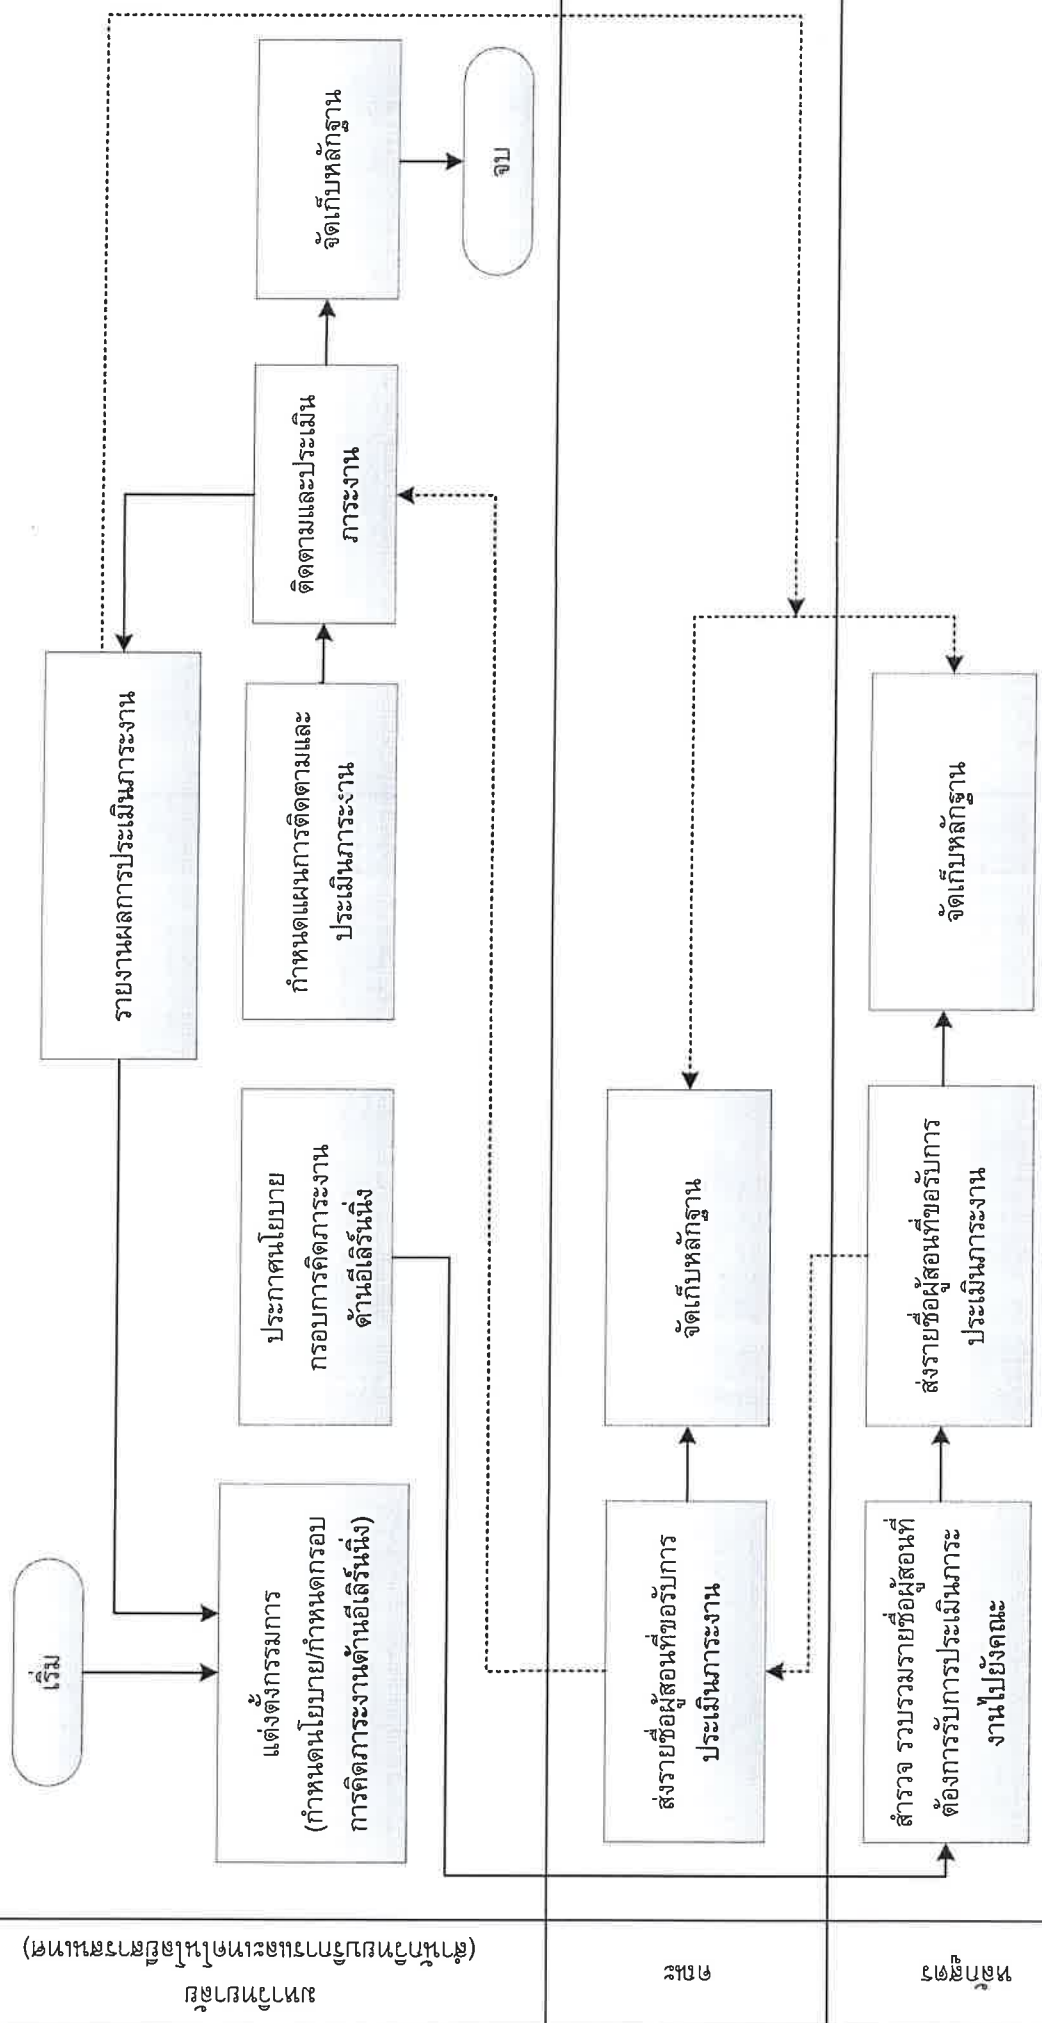 มหาวิทยาลัย
(สำนักวิทยบริการและเทคโนโลยีสารสนเทศ)
เริ่ม
แต่งตั้งกรรมการ
(กำหนดนโยบาย/กำหนดกรอบ
การคิดภาระงานด้านอีเลิร์นนิ่ง)
ประกาศนโยบาย
กรอบการคิดภาระงาน
ด้านอีเลิร์นนิ่ง
รายงานผลการประเมินภาระงาน
กำหนดแผนการติดตามและ
ประเมินภาระงาน
ติดตามและประเมิน
ภาระงาน
จัดเก็บหลักฐาน
จบ
คณะ
ส่งรายชื่อผู้สอนที่ขอรับการ
ประเมินภาระงาน
จัดเก็บหลักฐาน
หลักสูตร
สำรวจ รวบรวมรายชื่อผู้สอนที่
ต้องการรับการประเมินภาระ
งานไปยังคณะ
ส่งรายชื่อผู้สอนที่ขอรับการ
ประเมินภาระงาน
จัดเก็บหลักฐาน